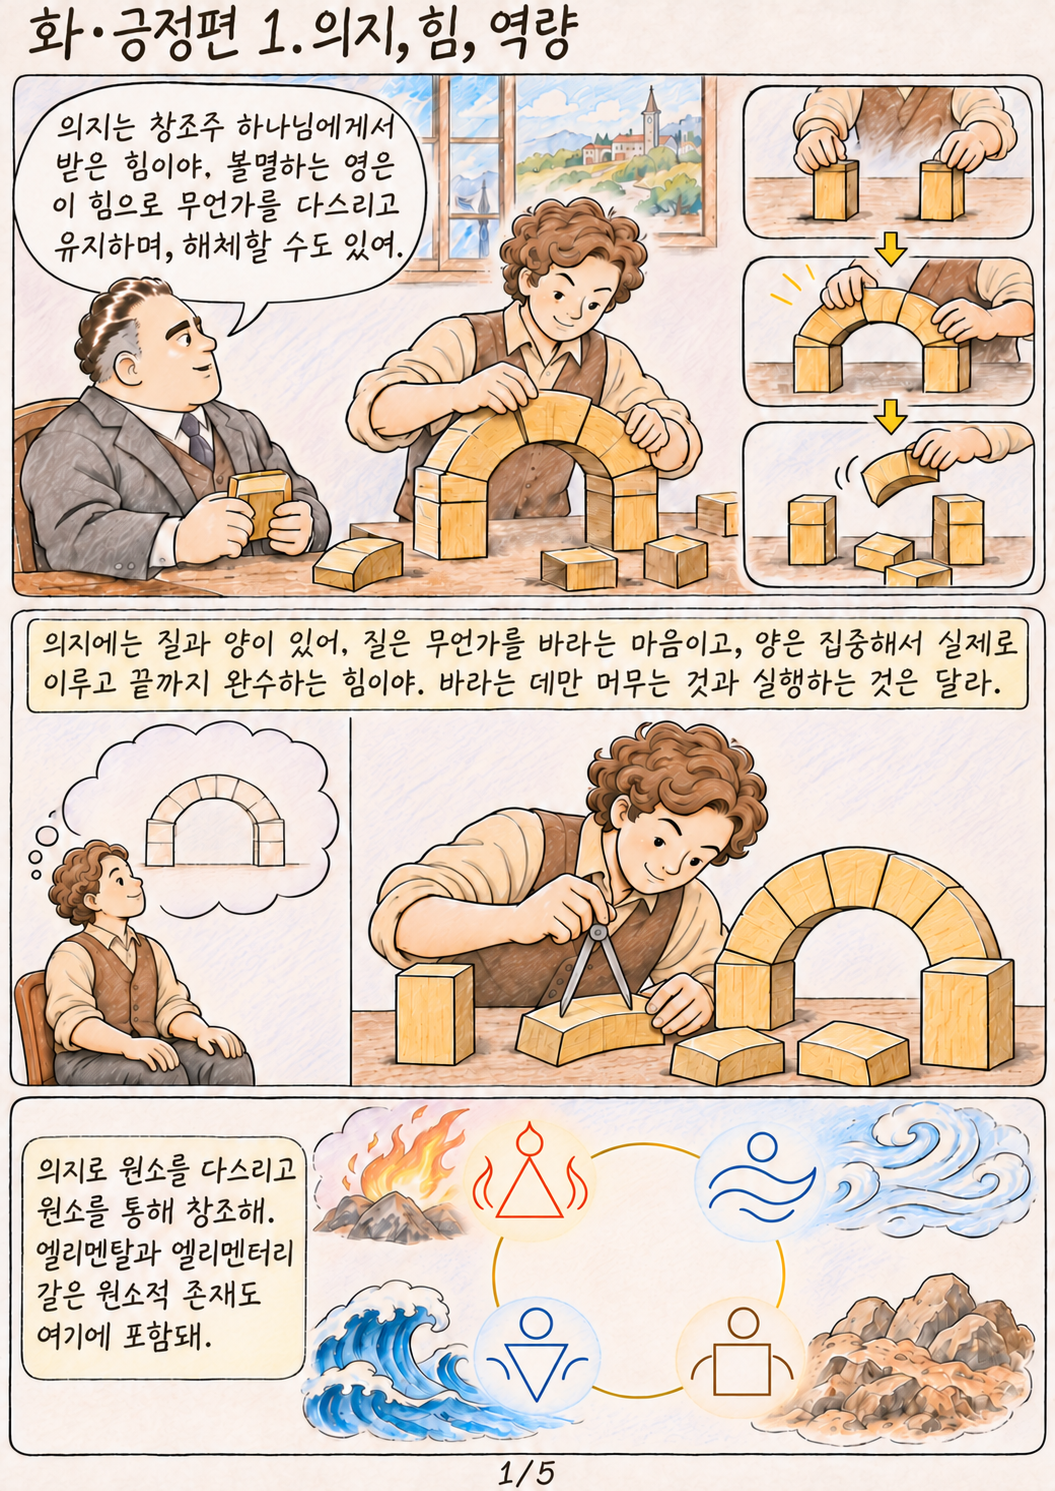 화·긍정편 1. 의지, 힘, 역량
의지는 창조주 하나님에게서
받은 힘이야. 불멸하는 영은
이 힘으로 무언가를 다스리고
유지하며, 해체할 수도 있여.
의지에는 질과 양이 있어. 질은 무언가를 바라는 마음이고, 양은 집중해서 실제로
이루고 끝까지 완수하는 힘이야. 바라는 데만 머무는 것과 실행하는 것은 달라.
의지로 원소를 다스리고
원소를 통해 창조해.
엘리멘탈과 엘리멘터리
같은 원소적 존재도
여기에 포함돼.
1/5